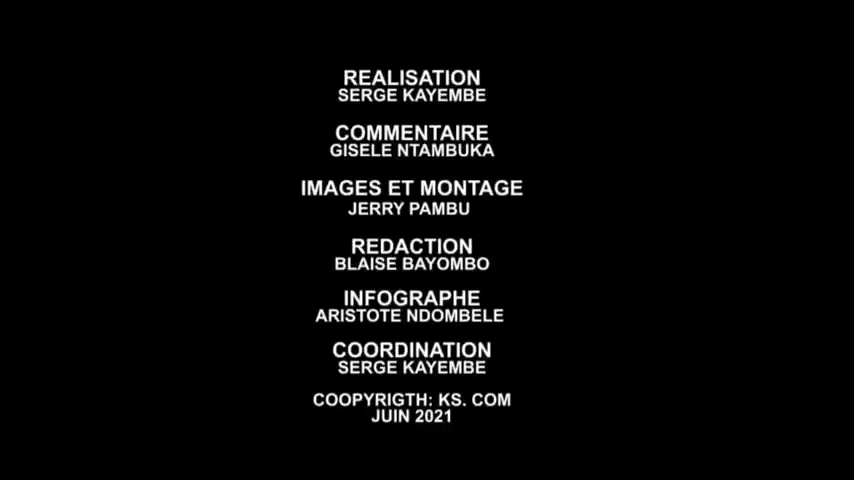 REALISATION
SERGE KAYEMBE
COMMENTAIRE
GISELE NTAMBUKA
IMAGES ET MONTAGE
JERRY PAMBU
REDACTION
BLAISE BAYOMBO
INFOGRAPHE
ARISTOTE NDOMBELE
COORDINATION
SERGE KAYEMBE
COOPYRIGTH: KS. COM
JUIN 2021